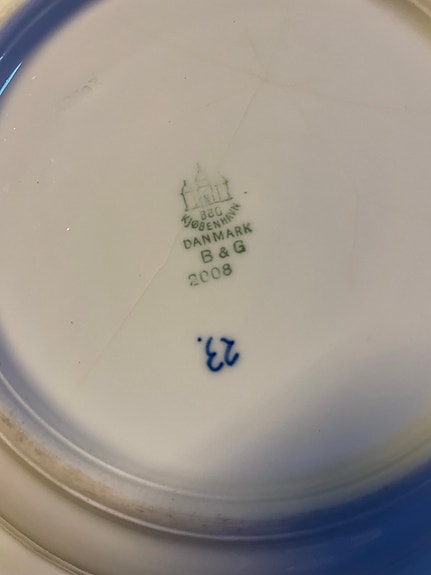 B&G
KJØBENHAVN
DANMARK
B & G
2008
23.